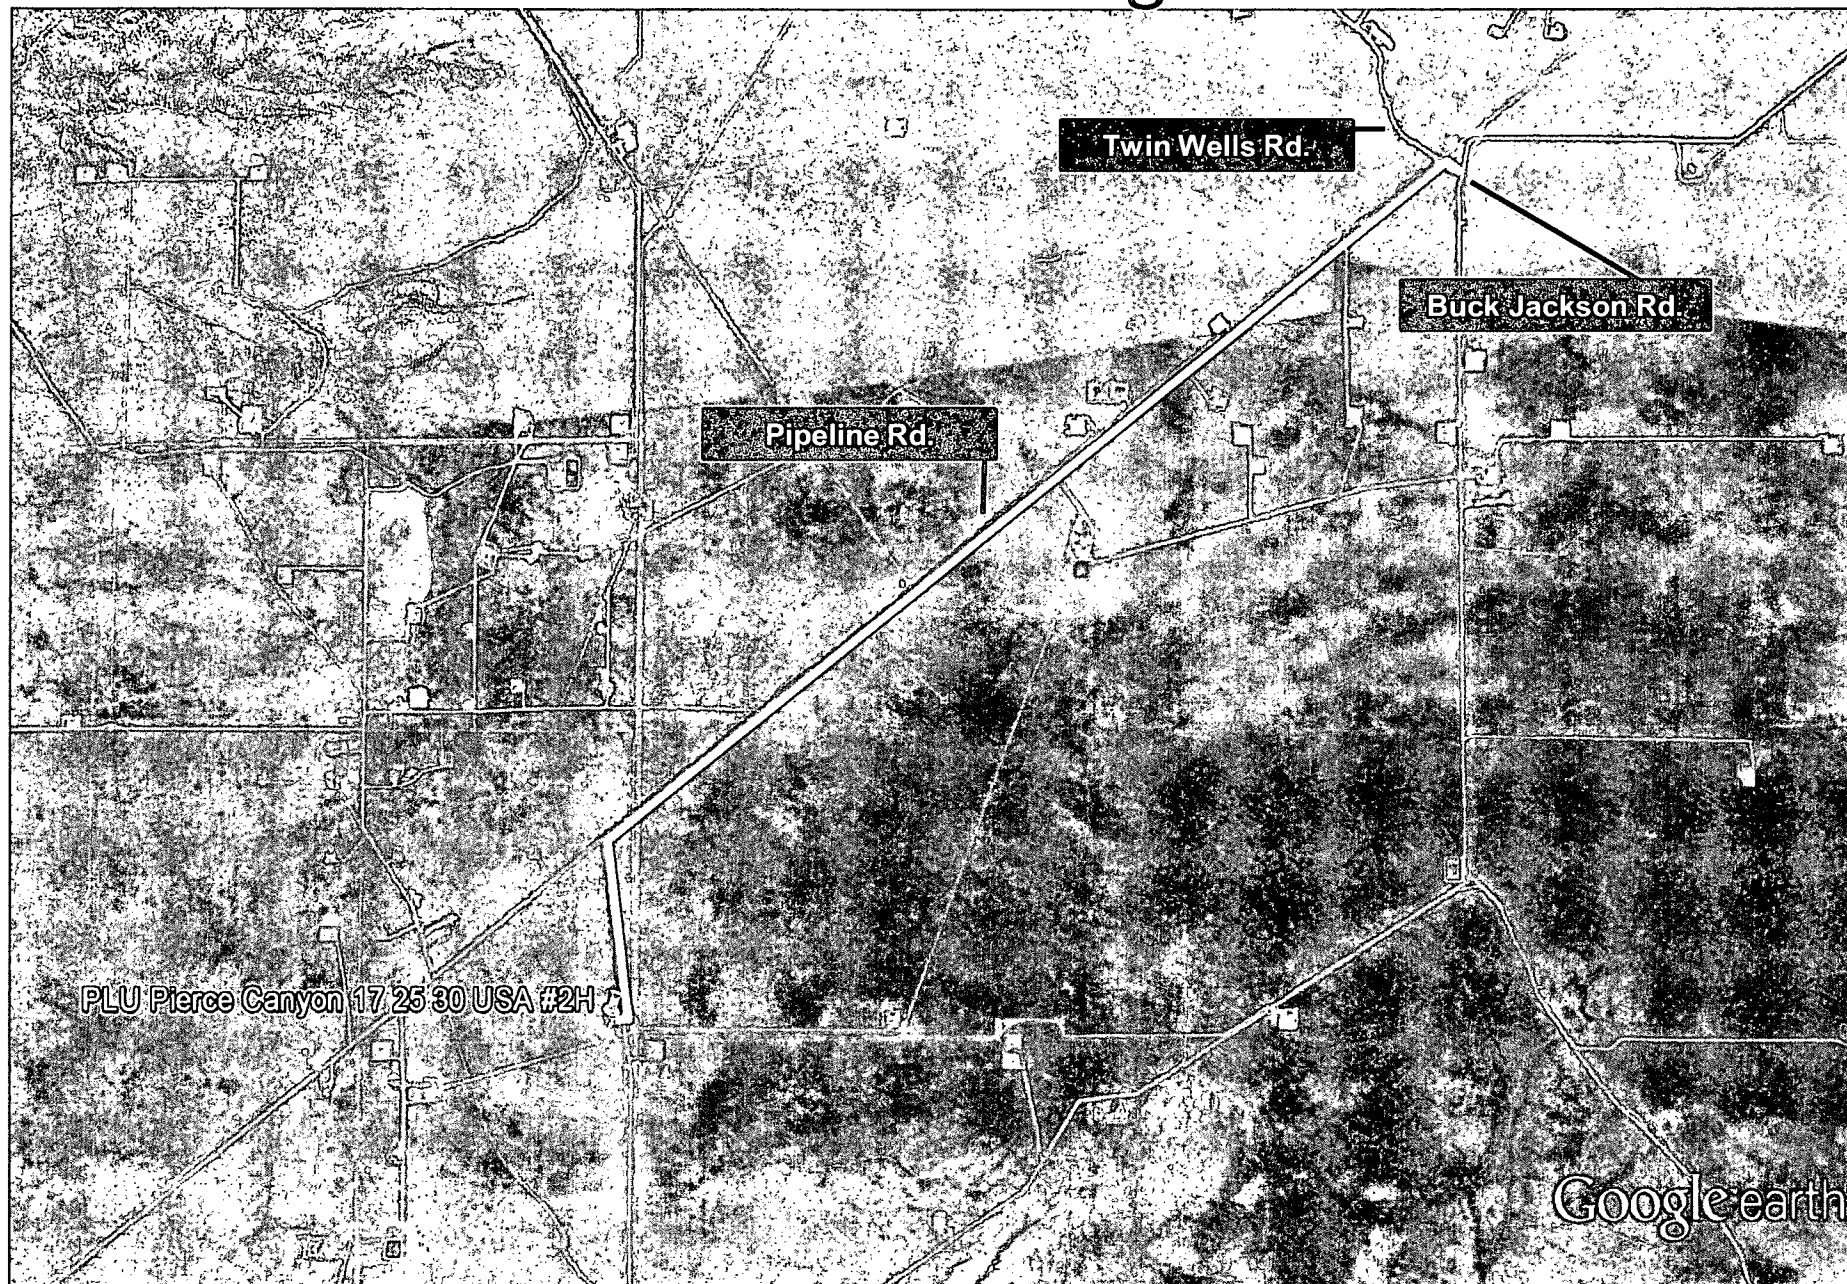 Twin Wells Rd.
Buck Jackson Rd.
Pipeline Rd.
PLU Pierce Canyon 17 25 30 USA #2H
Google earth